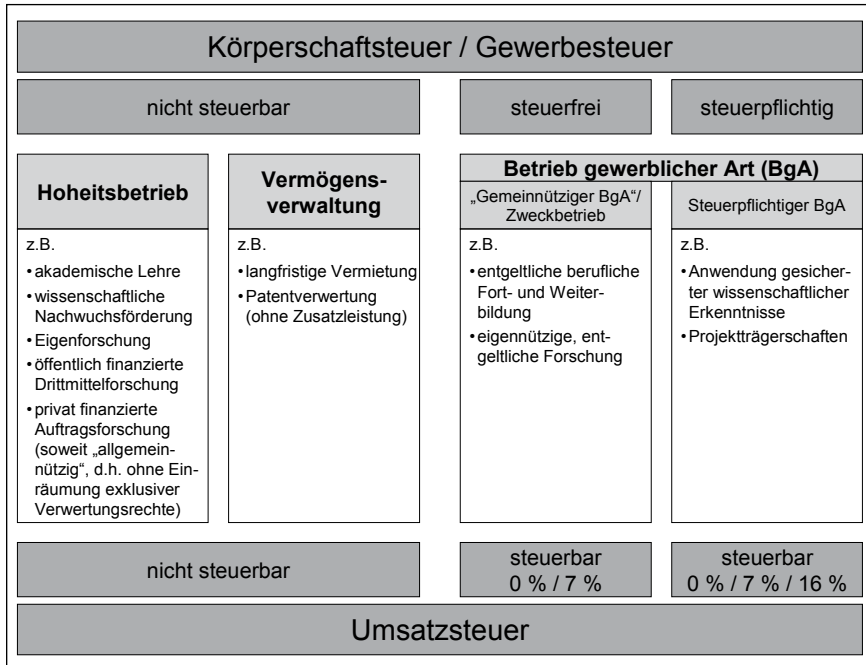 Körperschaftsteuer / Gewerbesteuer
nicht steuerbar
steuerfrei
steuerpflichtig
Hoheitsbetrieb
z.B.
• akademische Lehre
• wissenschaftliche
Nachwuchsförderung
• Eigenforschung
• öffentlich finanzierte
Drittmittelforschung
• privat finanzierte
Auftragsforschung
(soweit „allgemein-
nützig“, d.h. ohne Ein-
räumung exklusiver
Verwertungsrechte)
Vermögens-
verwaltung
z.B.
• langfristige Vermietung
• Patentverwertung
(ohne Zusatzleistung)
Betrieb gewerblicher Art (BgA)
„Gemeinnütziger BgA“/
Zweckbetrieb
z.B.
• entgeltliche berufliche
Fort- und Weiter-
bildung
• eigennützige, ent-
geltliche Forschung
Steuerpflichtiger BgA
z.B.
• Anwendung gesicher-
ter wissenschaftlicher
Erkenntnisse
• Projektträgerschaften
nicht steuerbar
steuerbar
0 % / 7 %
steuerbar
0 % / 7 % / 16 %
Umsatzsteuer